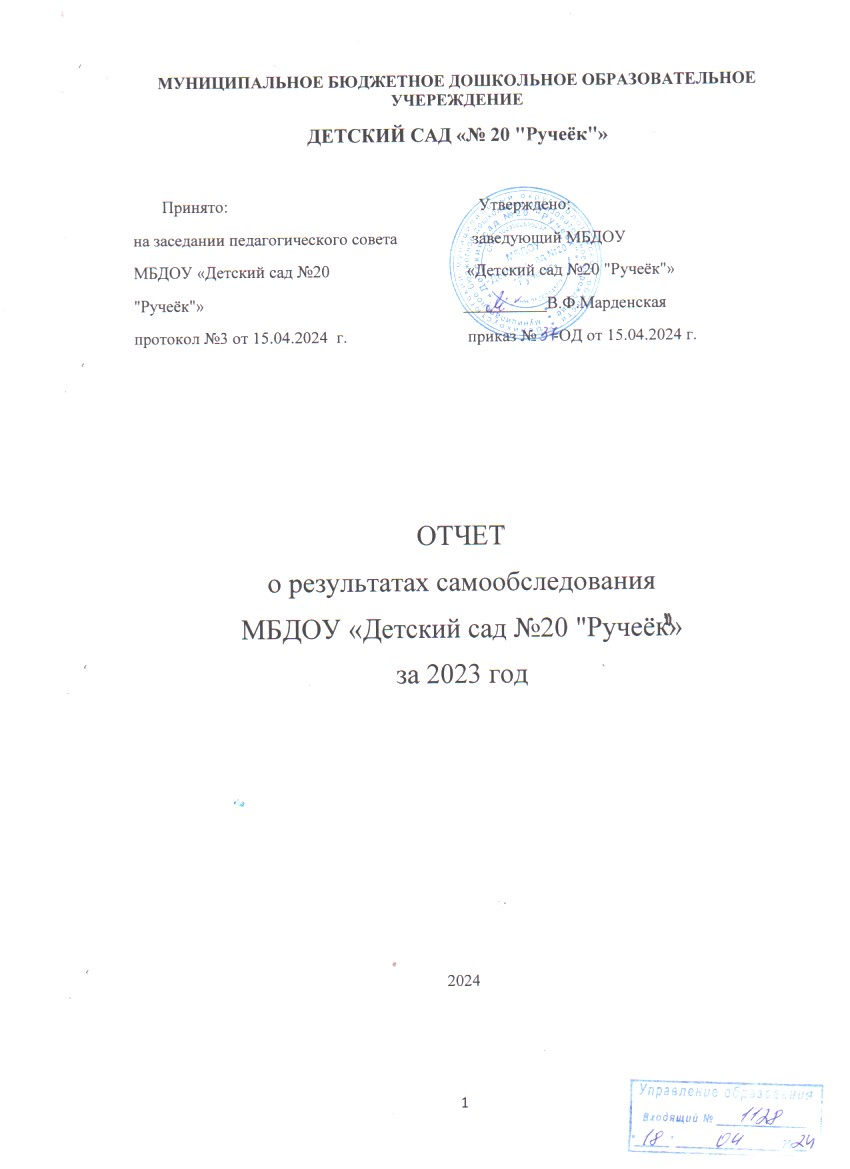 МУНИЦИПАЛЬНОЕ БЮДЖЕТНОЕ ДОШКОЛЬНОЕ ОБРАЗОВАТЕЛЬНОЕ
УЧЕРЕЖДЕНИЕ
ДЕТСКИЙ САД «№ 20 "Ручеёк"»
Принято:
на заседании педагогического совета
МБДОУ «Детский сад №20
"Ручеёк"»
протокол №3 от 15.04.2024 г.
Утверждено:
заведующий МБДОУ
«Детский сад №20 "Ручеёк"»
В.Ф.Марденская
приказ № -ОД от 15.04.2024 г.
ОТЧЕТ
о результатах самообследования
МБДОУ «Детский сад №20 "Ручеёк"»
за 2023 год
2024
1
Управление образования
Входящий № 1128
"18" 04 24